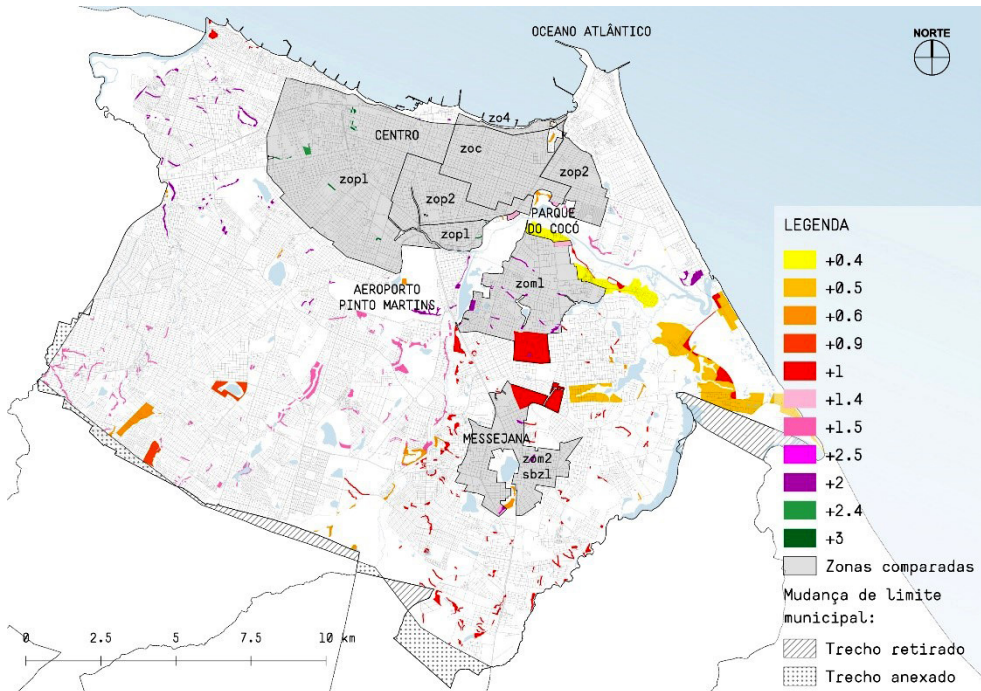 OCEANO ATLÂNTICO
NORTE
zo4
CENTRO
zoc
zop1
zop2
zop2
zop1
PARQUE
DO COCÓ
AEROPORTO
PINTO MARTINS
zom1
MESSEJANA
zom2
sbz1
LEGENDA
+0.4
+0.5
+0.6
+0.9
+1
+1.4
+1.5
+2.5
+2
+2.4
+3
Zonas comparadas
Mudança de limite
municipal:
Trecho retirado
Trecho anexado
0 2.5 5 7.5 10 km